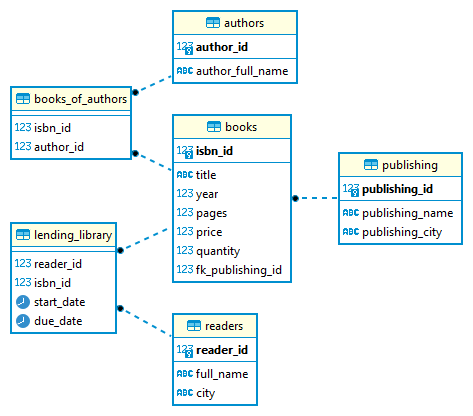 authors
123 author_id
ABC author_full_name
books_of_authors
123 isbn_id
123 author_id
books
123 isbn_id
ABC title
123 year
123 pages
123 price
123 quantity
123 fk_publishing_id
publishing
123 publishing_id
ABC publishing_name
ABC publishing_city
lending_library
123 reader_id
123 isbn_id
start_date
due_date
readers
123 reader_id
ABC full_name
ABC city